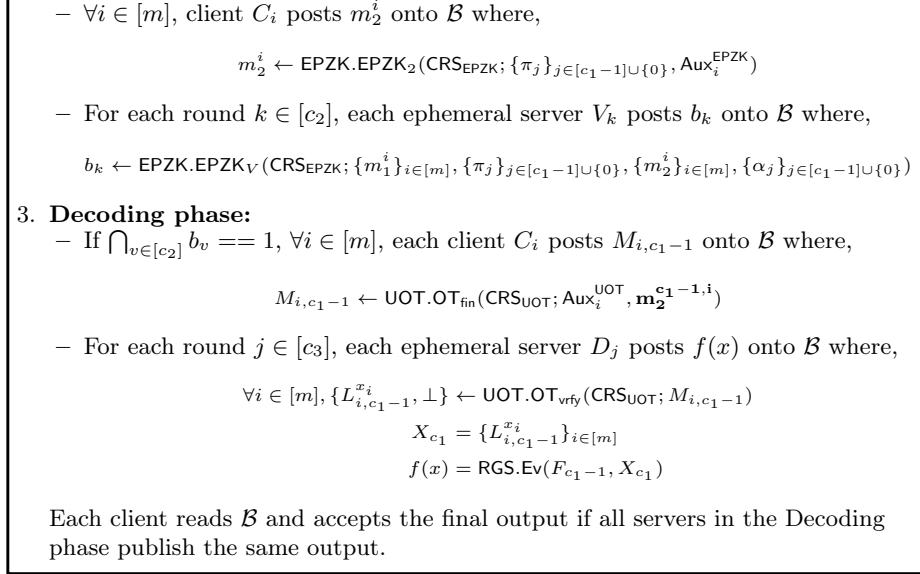 – ∀i ∈ [m], client C_i posts m_2^i onto ℬ where,
m_2^i ← EPZK.EPZK_2(CRS_EPZK; {π_j}_{j∈[c_1−1]∪{0}}, Aux_i^EPZK)
– For each round k ∈ [c_2], each ephemeral server V_k posts b_k onto ℬ where,
b_k ← EPZK.EPZK_V(CRS_EPZK; {m_1^i}_{i∈[m]}, {π_j}_{j∈[c_1−1]∪{0}}, {m_2^i}_{i∈[m]}, {α_j}_{j∈[c_1−1]∪{0}})
3. Decoding phase:
– If ⋂_{v∈[c_2]} b_v == 1, ∀i ∈ [m], each client C_i posts M_{i,c_1−1} onto ℬ where,
M_{i,c_1−1} ← UOT.OT_fin(CRS_UOT; Aux_i^UOT, m_2^{c_1−1,i})
– For each round j ∈ [c_3], each ephemeral server D_j posts f(x) onto ℬ where,
∀i ∈ [m], {L_{i,c_1−1}^{x_i}, ⊥} ← UOT.OT_vrfy(CRS_UOT; M_{i,c_1−1})
X_{c_1} = {L_{i,c_1−1}^{x_i}}_{i∈[m]}
f(x) = RGS.Ev(F_{c_1−1}, X_{c_1})
Each client reads ℬ and accepts the final output if all servers in the Decoding
phase publish the same output.